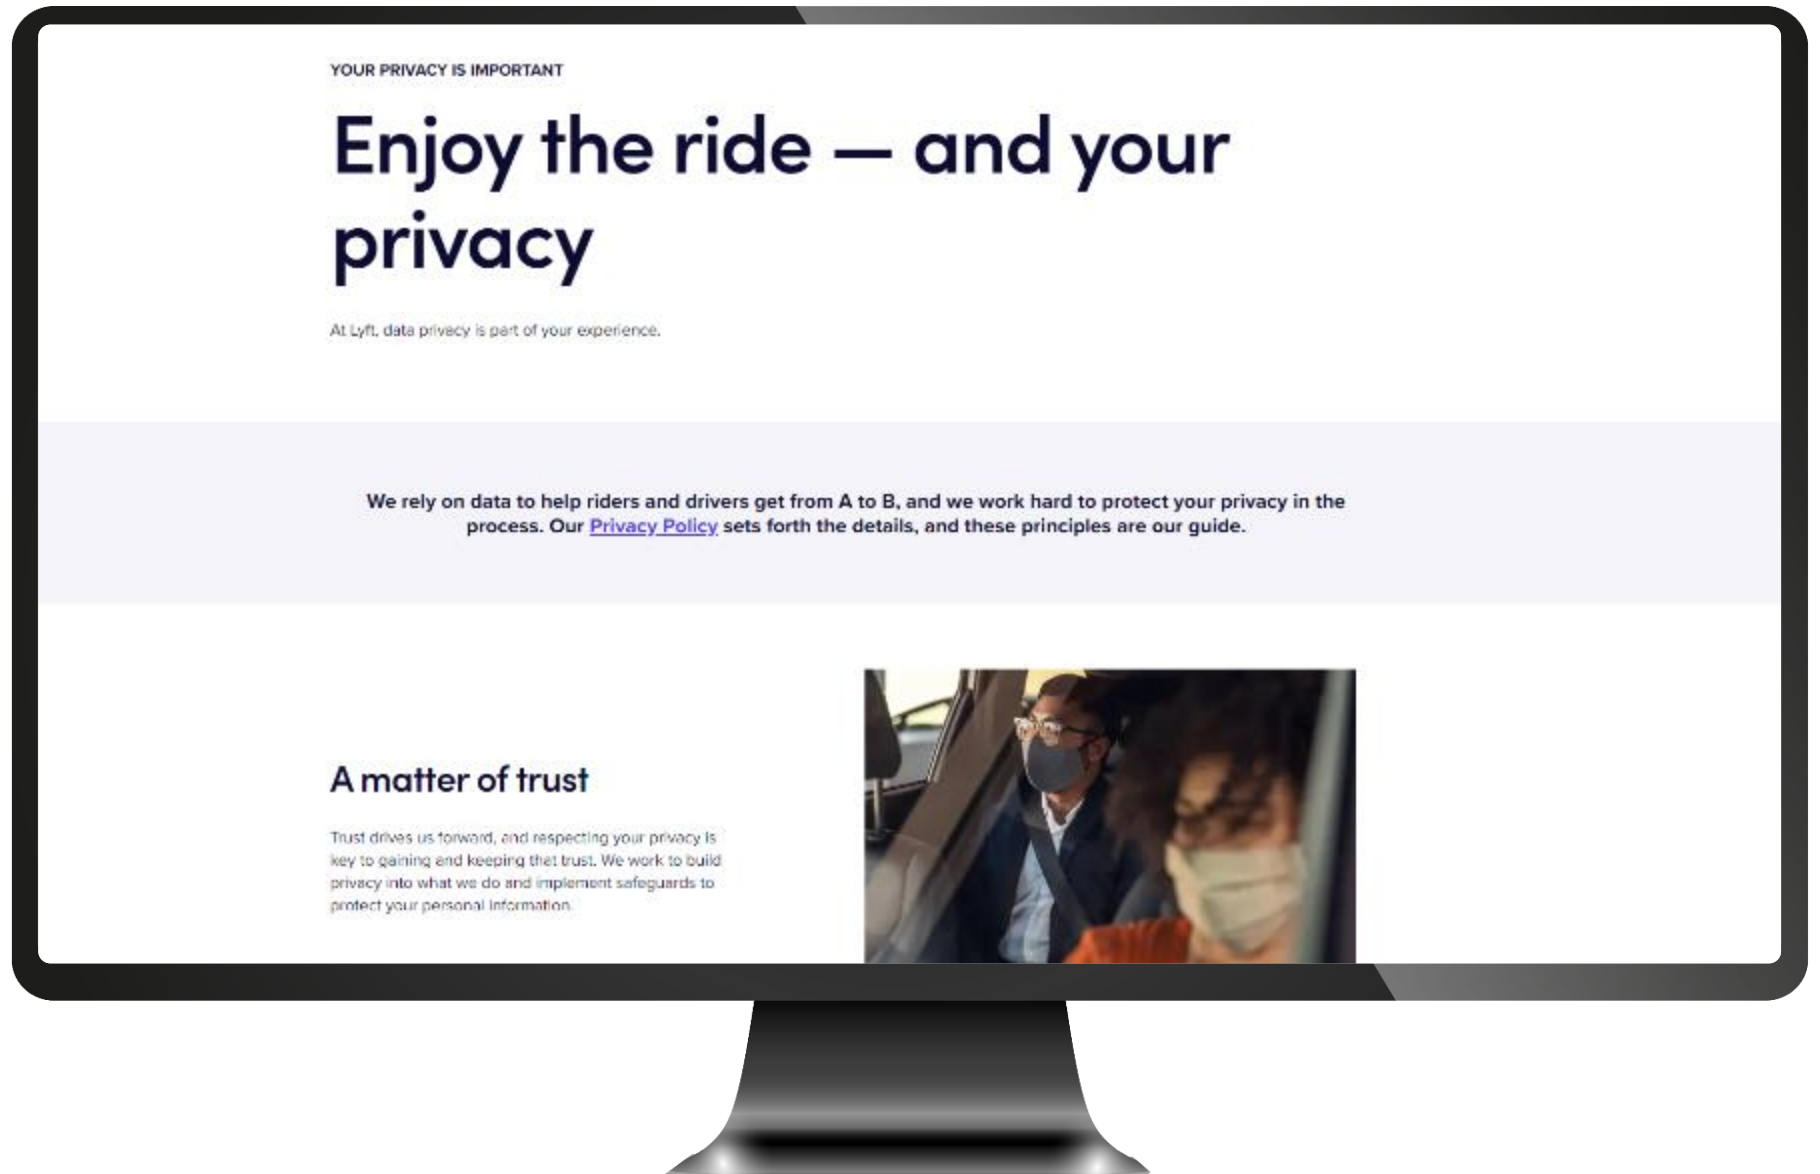 YOUR PRIVACY IS IMPORTANT
Enjoy the ride — and your
privacy
At Lyft, data privacy is part of your experience.
We rely on data to help riders and drivers get from A to B, and we work hard to protect your privacy in the
process. Our Privacy Policy sets forth the details, and these principles are our guide.
A matter of trust
Trust drives us forward, and respecting your privacy is
key to gaining and keeping that trust. We work to build
privacy into what we do and implement safeguards to
protect your personal information.